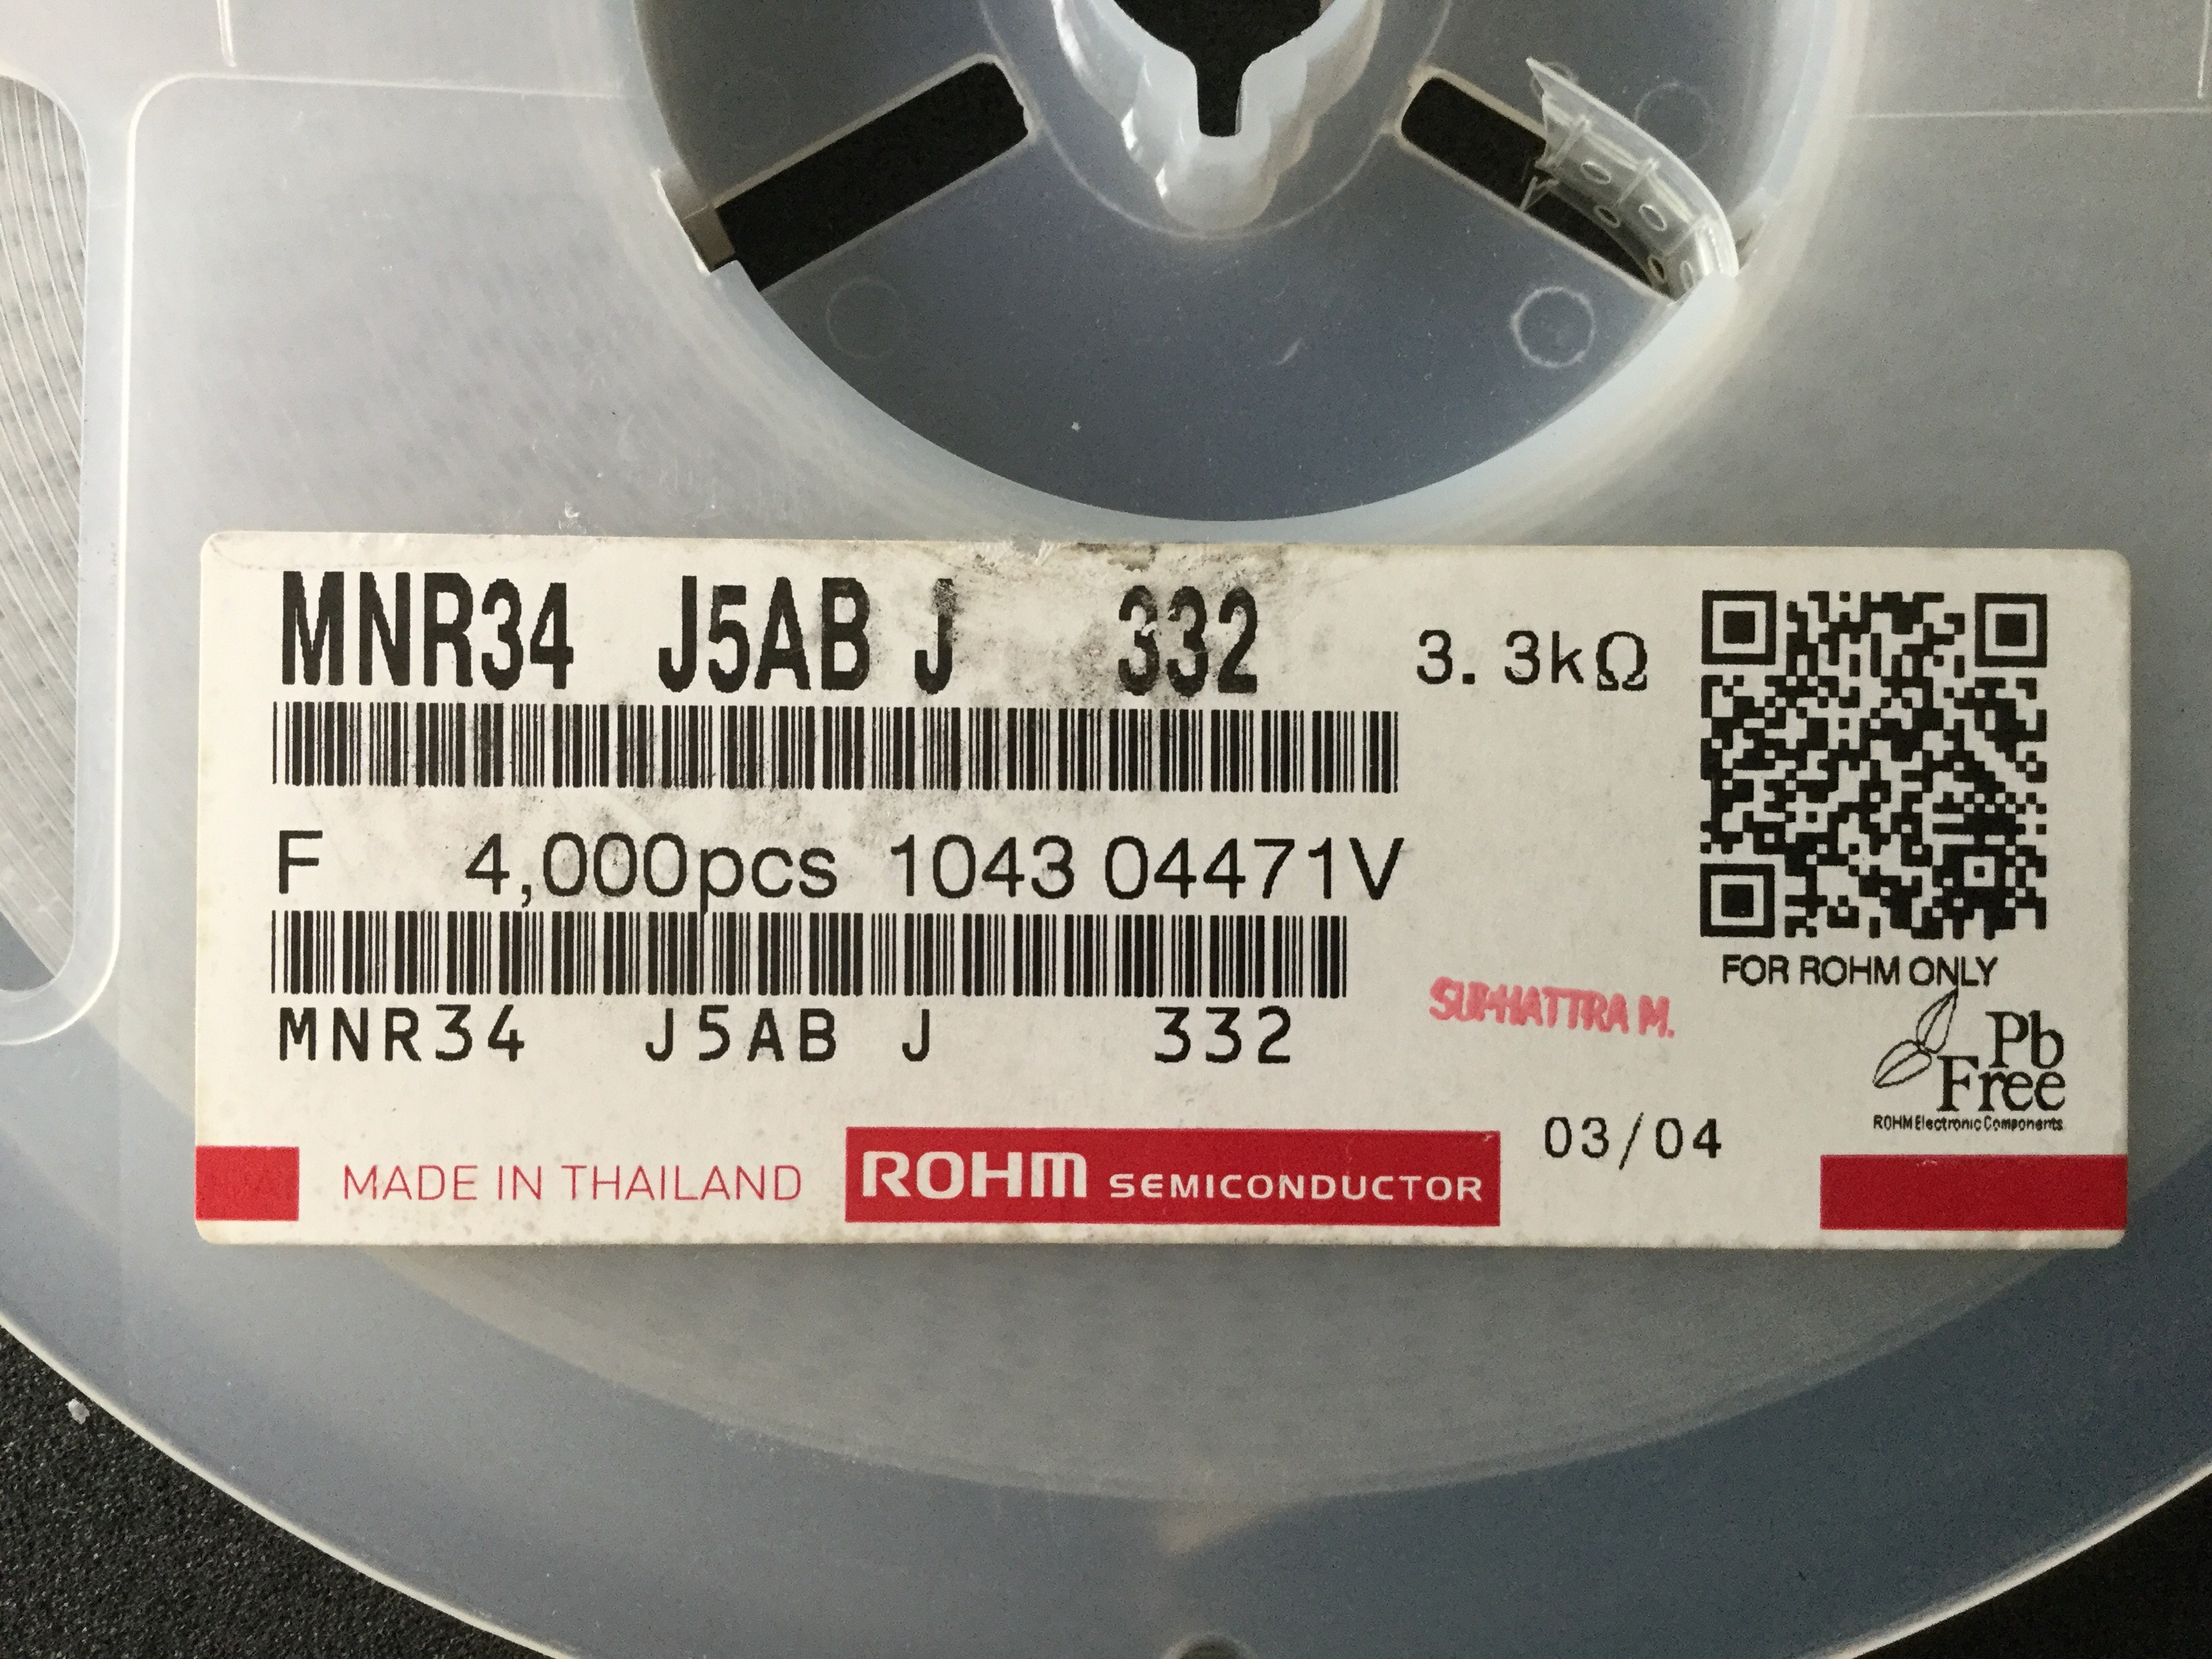 MNR34 J5AB J 332 3.3kΩ
F 4,000pcs 1043 04471V
FOR ROHM ONLY
SUPHATTRA M.
MNR34 J5AB J 332
Pb
Free
ROHM Electronic Components
03/04
MADE IN THAILAND
ROHM SEMICONDUCTOR